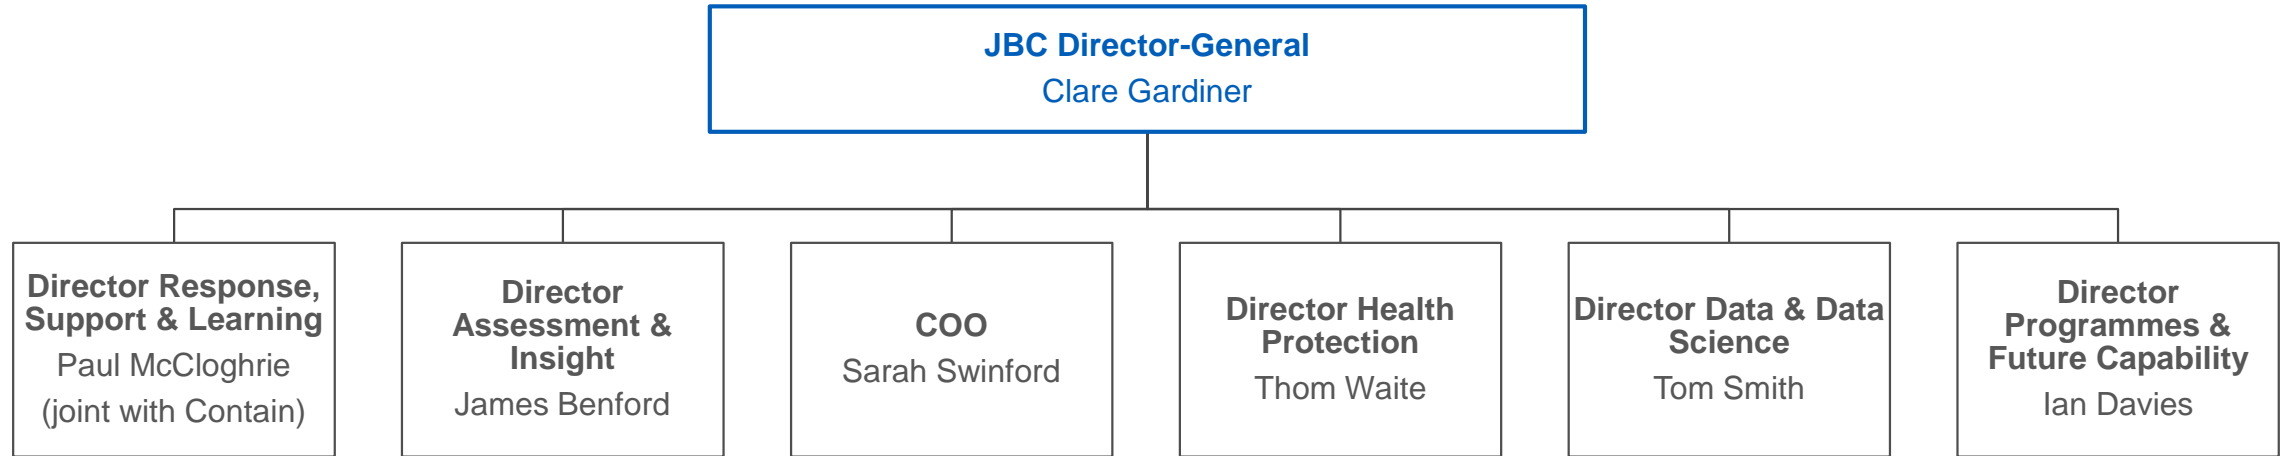 JBC Director-General
Clare Gardiner
Director Response,
Support & Learning
Paul McCloghrie
(joint with Contain)
Director
Assessment &
Insight
James Benford
COO
Sarah Swinford
Director Health
Protection
Thom Waite
Director Data & Data
Science
Tom Smith
Director
Programmes &
Future Capability
Ian Davies